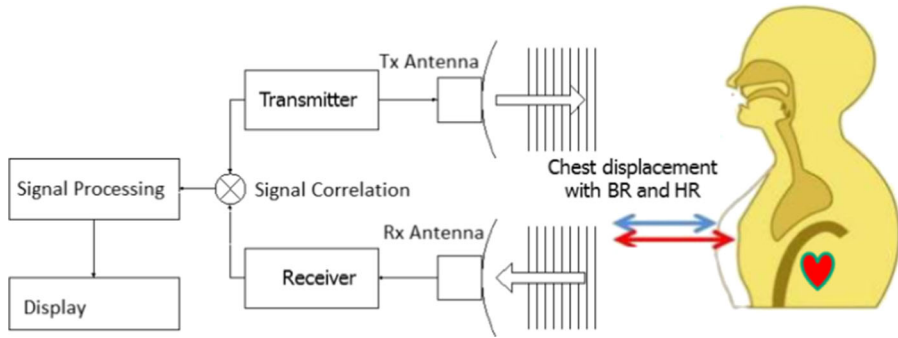 Tx Antenna
Transmitter
Chest displacement
with BR and HR
Signal Processing
Signal Correlation
Rx Antenna
Receiver
Display